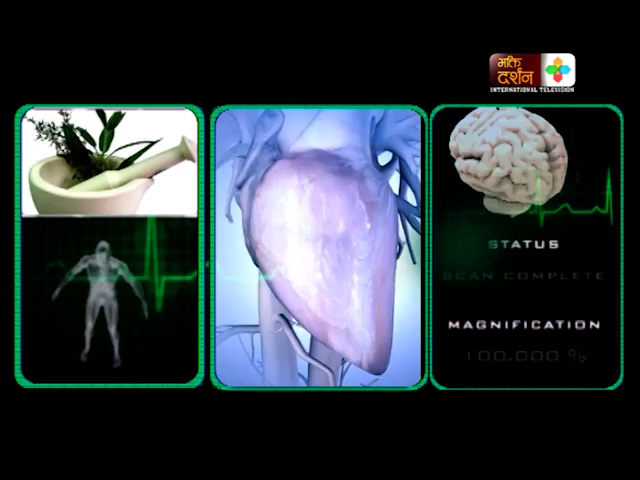 भक्ति
दर्शन
INTERNATIONAL TELEVISION
STATUS
SCAN COMPLETE
MAGNIFICATION
100.000 %